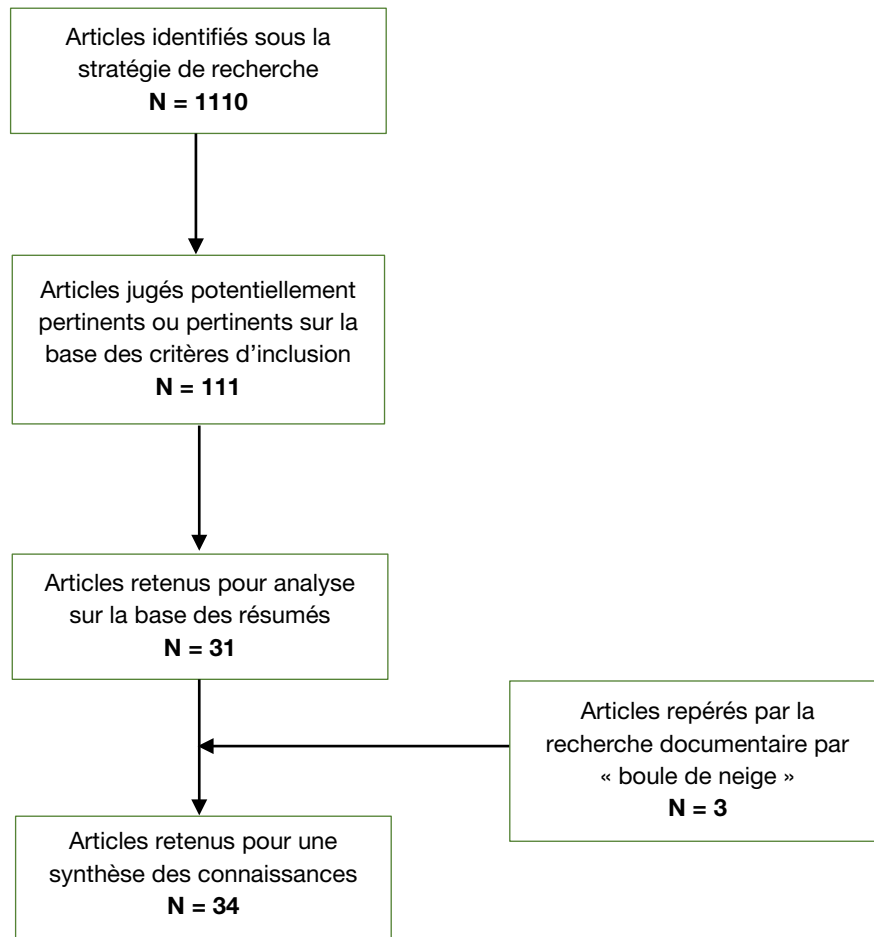 Articles identifiés sous la
stratégie de recherche
N = 1110
Articles jugés potentiellement
pertinents ou pertinents sur la
base des critères d’inclusion
N = 111
Articles retenus pour analyse
sur la base des résumés
N = 31
Articles repérés par la
recherche documentaire par
« boule de neige »
N = 3
Articles retenus pour une
synthèse des connaissances
N = 34